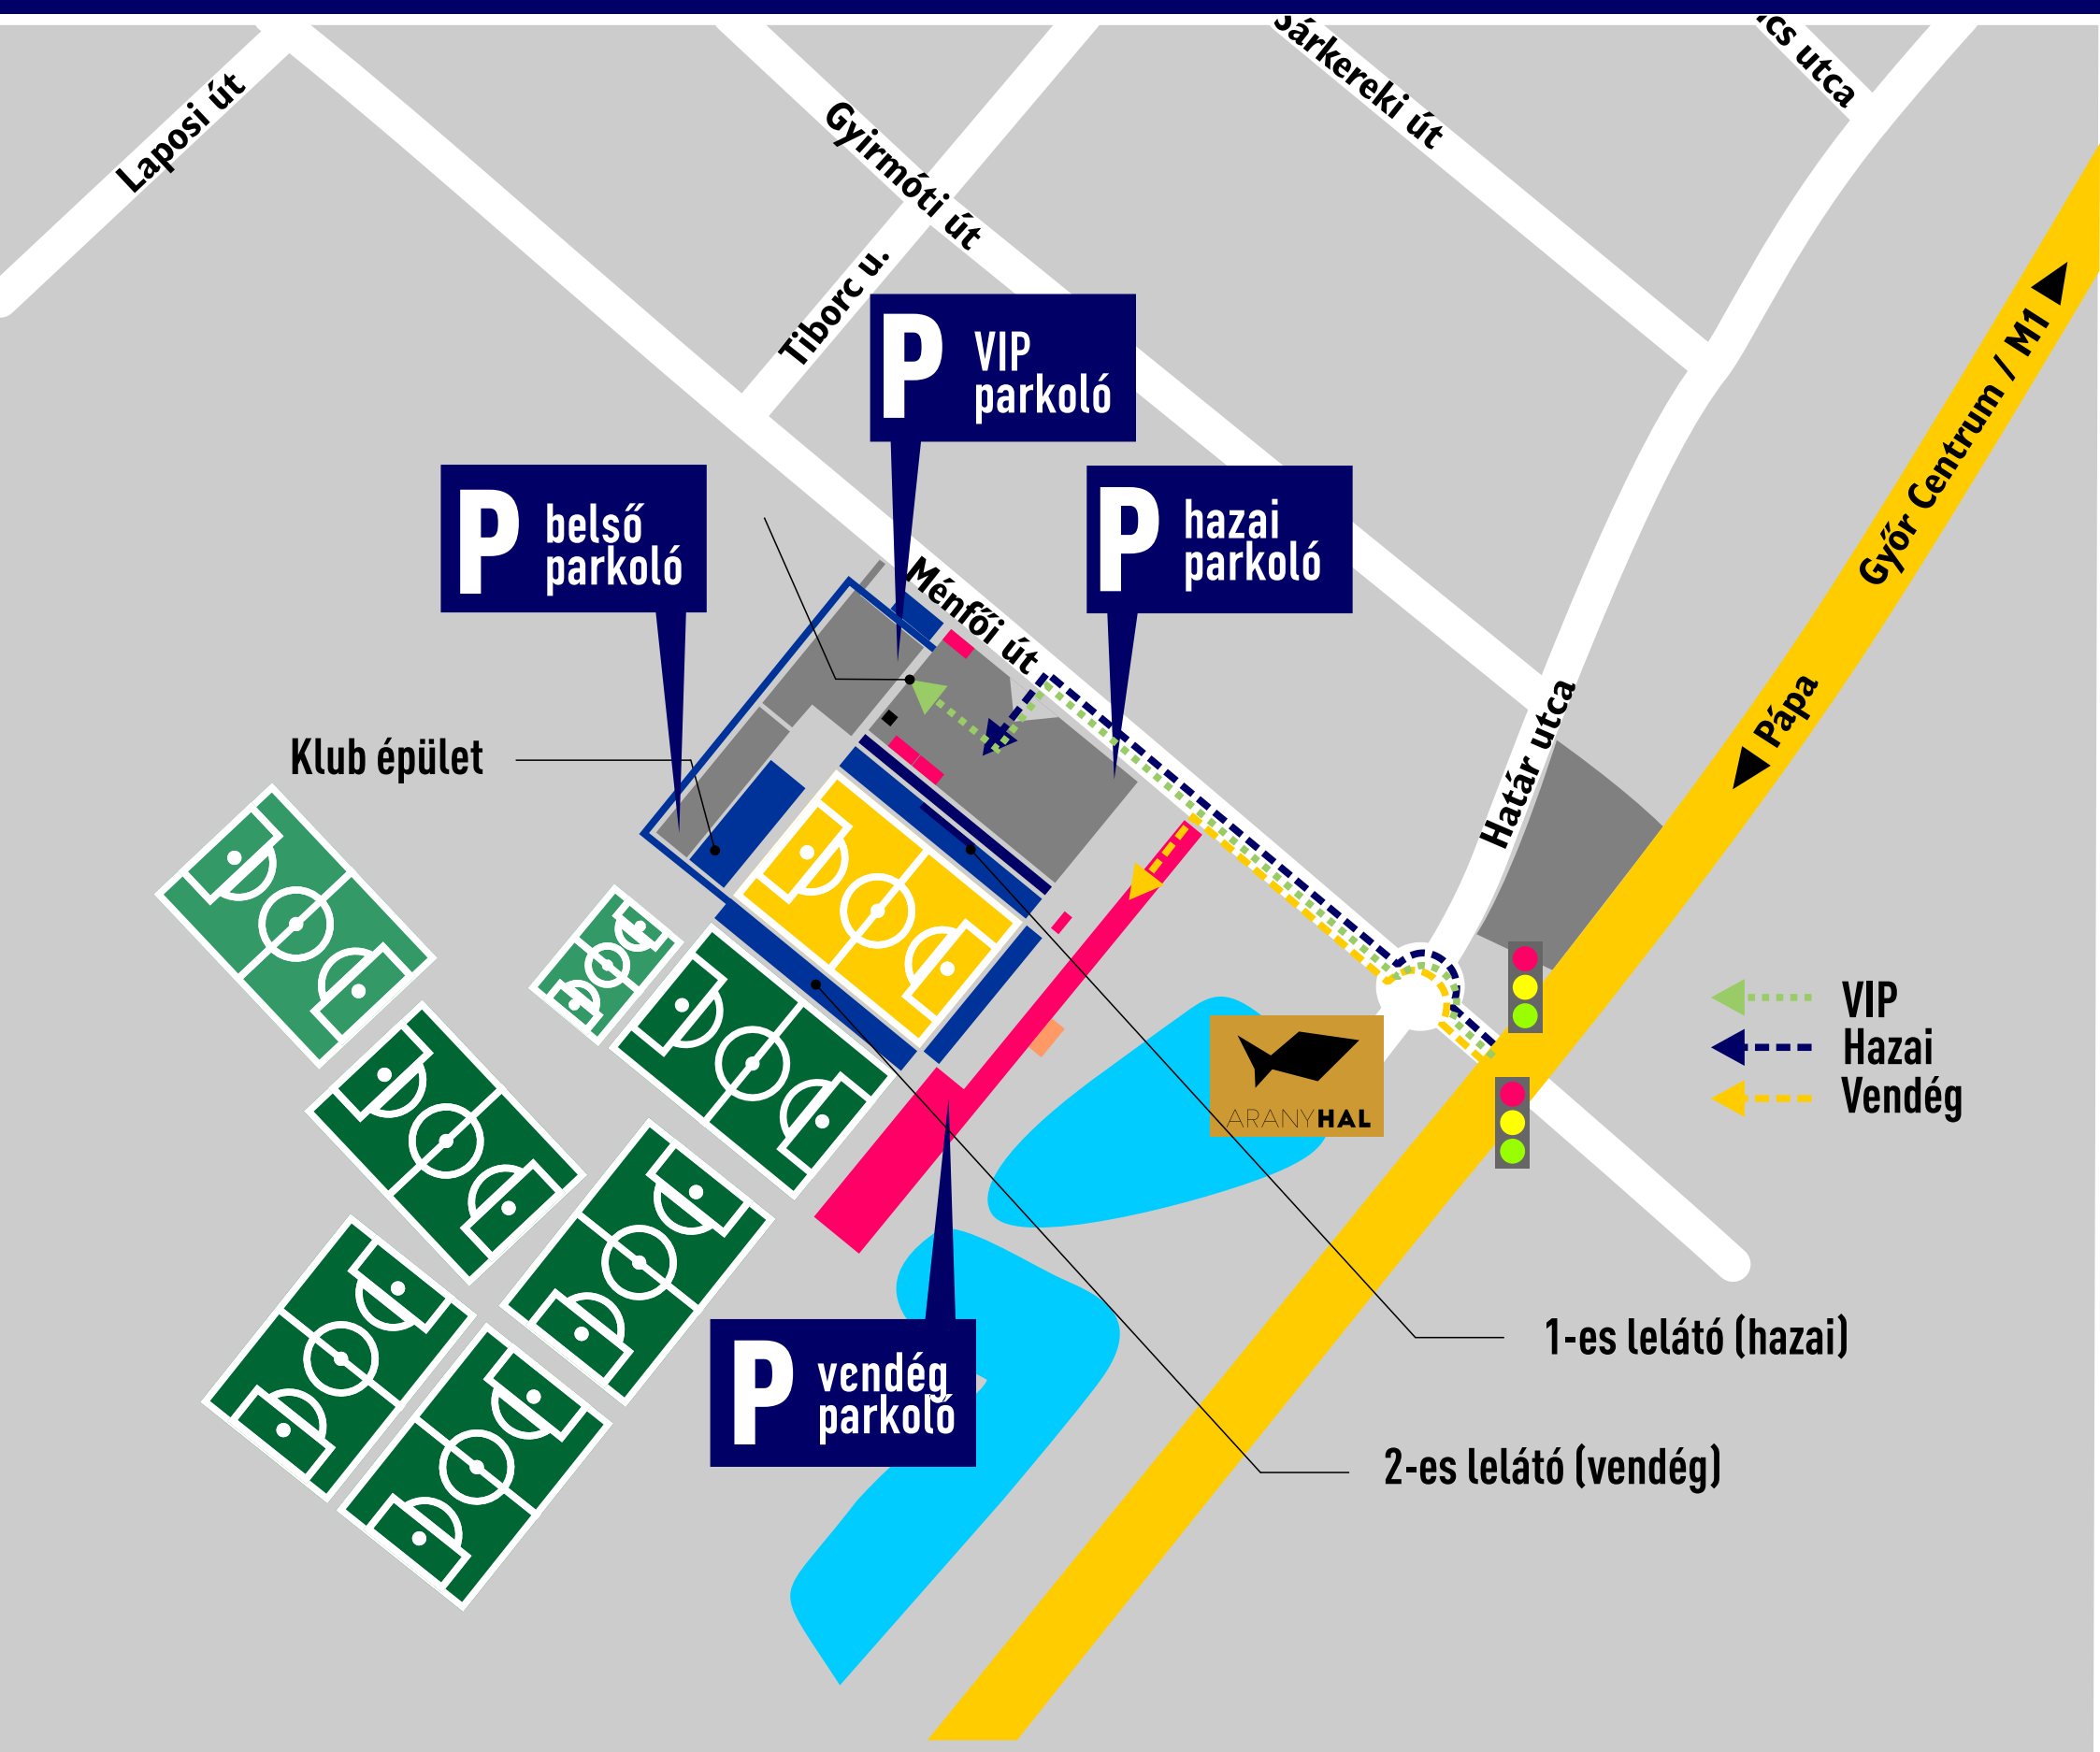 Laposi út
Gyirmóti út
Tiborc u.
Sárkereki út
utca
P VIP
parkoló
P belső
parkoló
P hazai
parkoló
Ménfői út
Győr Centrum / M1
Pápa
Határ utca
Klub épület
ARANYHAL
VIP
Hazai
Vendég
P vendég
parkoló
1-es lelátó (hazai)
2-es lelátó (vendég)